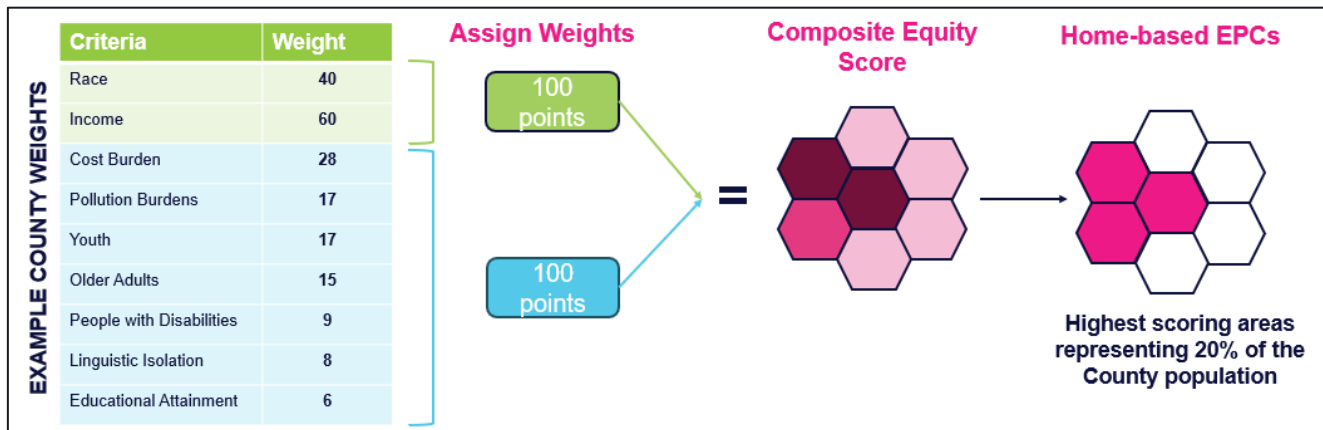 EXAMPLE COUNTY WEIGHTS
Criteria Weight
Race 40
Income 60
Cost Burden 28
Pollution Burdens 17
Youth 17
Older Adults 15
People with Disabilities 9
Linguistic Isolation 8
Educational Attainment 6
Assign Weights
100
points
100
points
=
Composite Equity
Score
Home-based EPCs
Highest scoring areas
representing 20% of the
County population